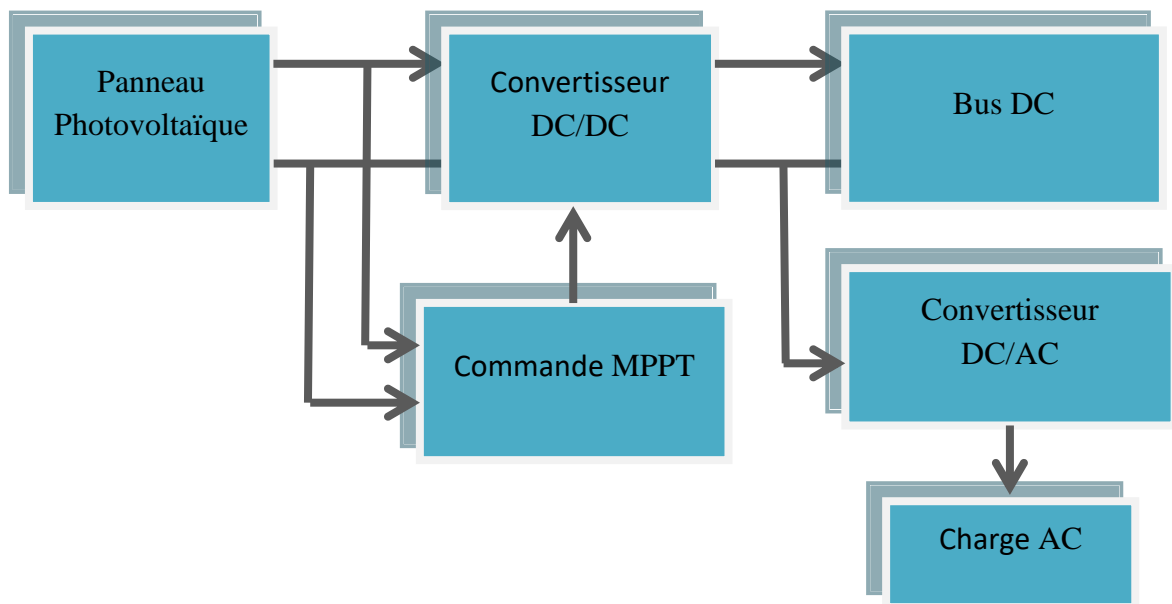 Panneau
Photovoltaïque
Convertisseur
DC/DC
Bus DC
Commande MPPT
Convertisseur
DC/AC
Charge AC